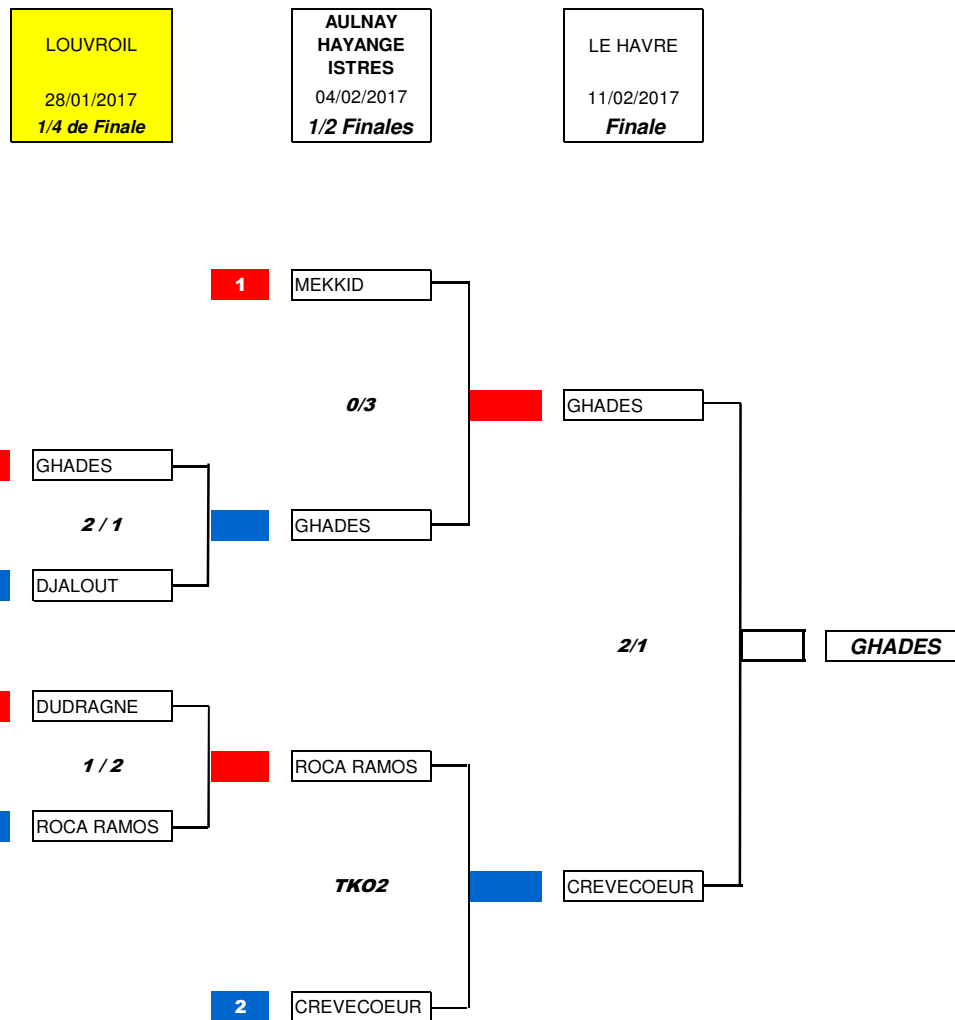 LOUVROIL
28/01/2017
1/4 de Finale
AULNAY
HAYANGE
ISTRES
04/02/2017
1/2 Finales
LE HAVRE
11/02/2017
Finale
1
MEKKID
0/3
GHADES
GHADES
2 / 1
GHADES
DJALOUT
2/1
GHADES
DUDRAGNE
1 / 2
ROCA RAMOS
ROCA RAMOS
TKO2
CREVECOEUR
2
CREVECOEUR